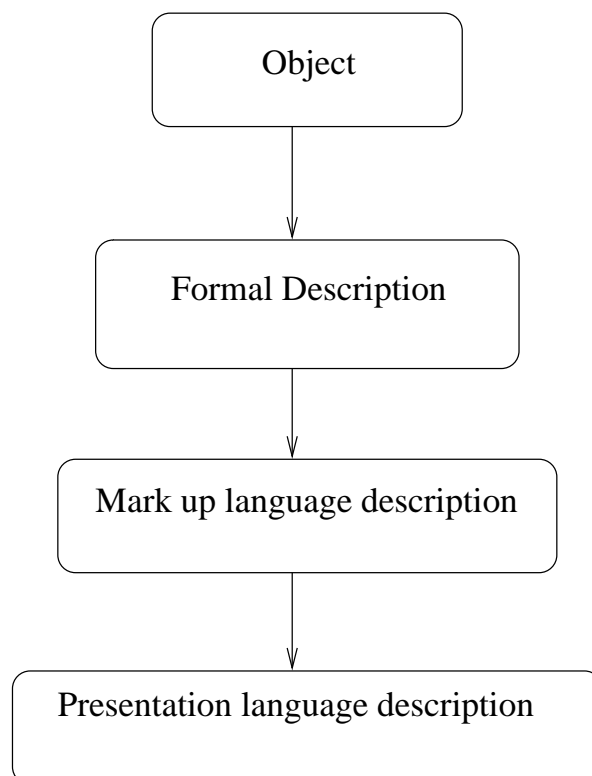 Object
Formal Description
Mark up language description
Presentation language description